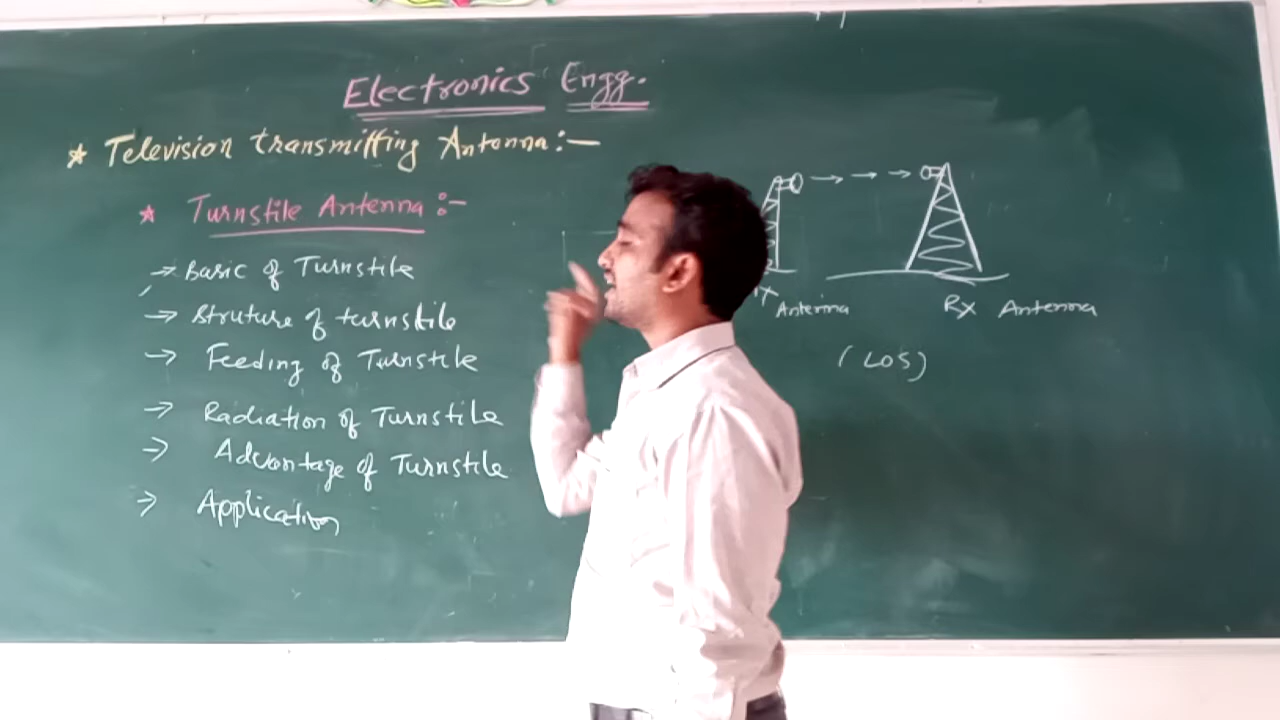 Electronics Engg.
* Television transmitting Antenna:-
* Turnstile Antenna:-
→ Basic of Turnstile
→ Struture of turnstile
→ Feeding of Turnstile
→ Radiation of Turnstile
→ Advantage of Turnstile
→ Application
Antenna
Rx Antenna
(LOS)